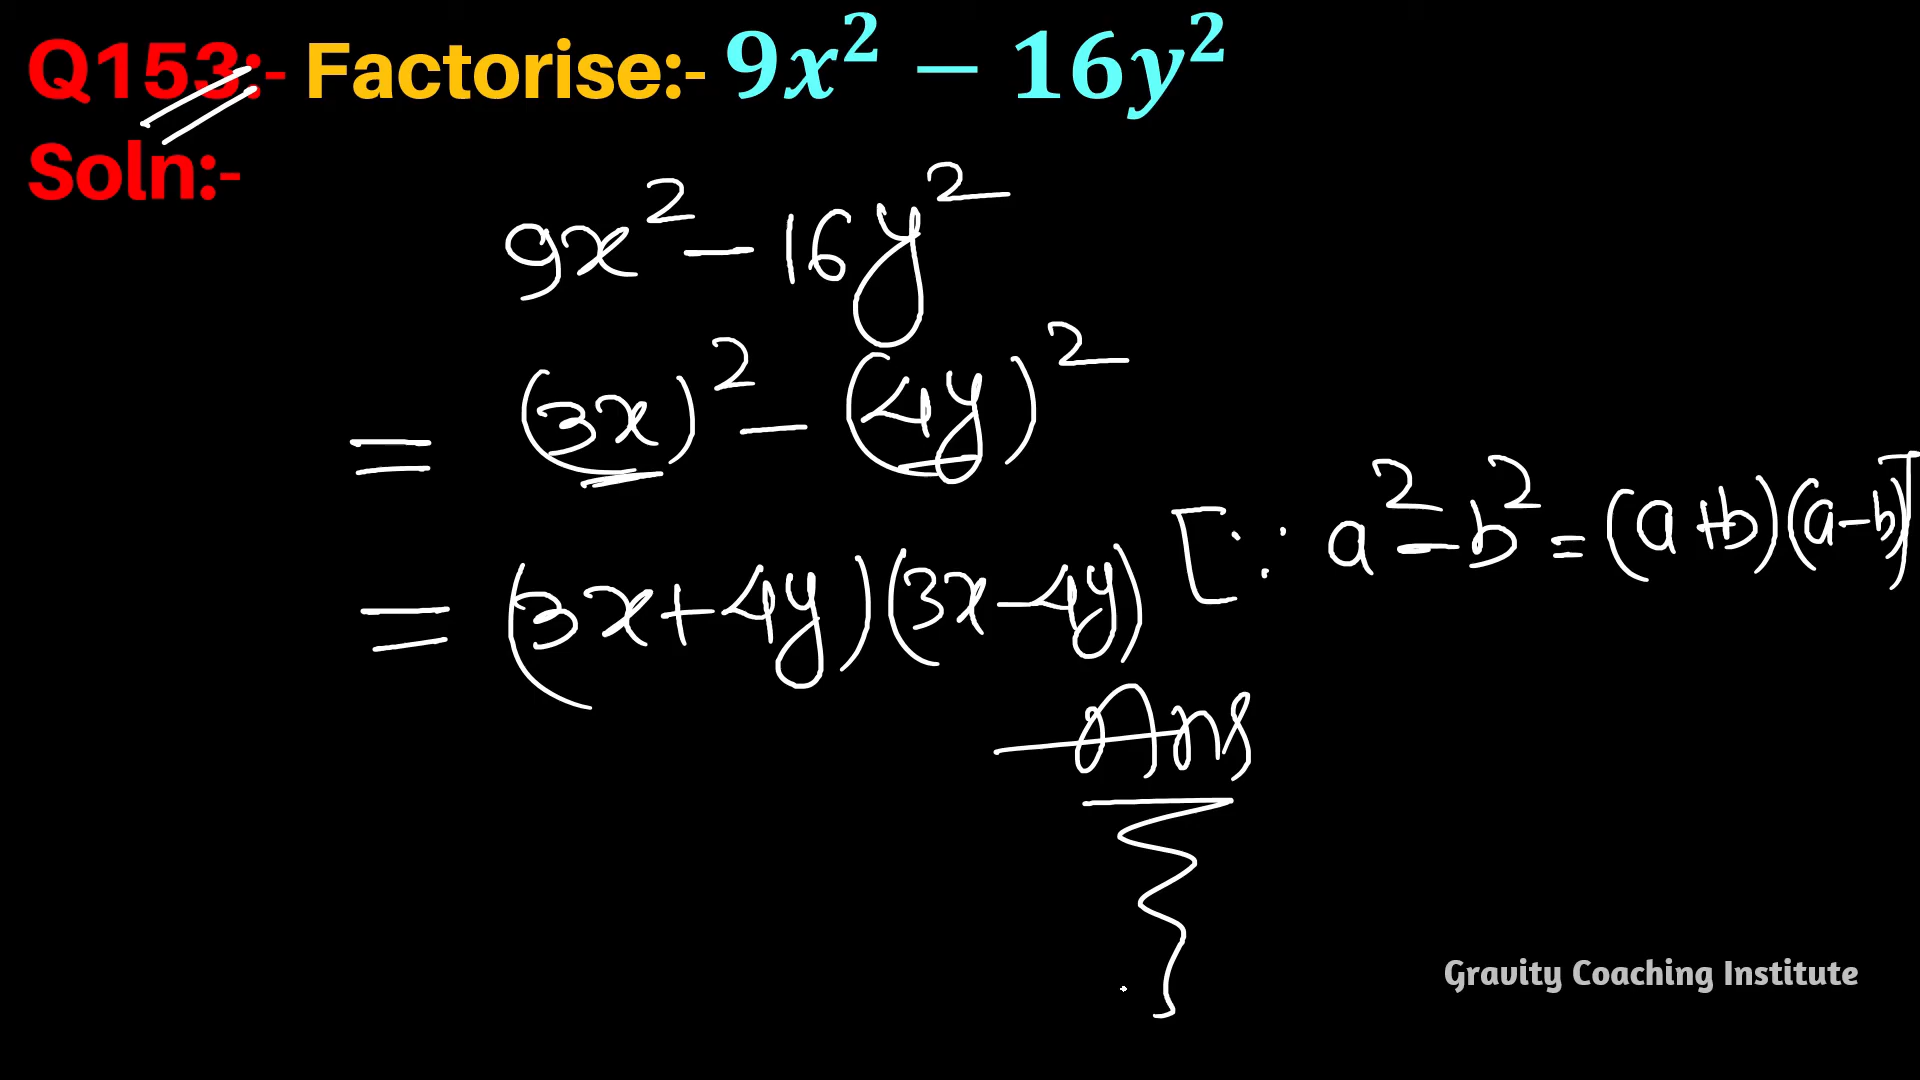 Q153:- Factorise:- 9x² − 16y²
Soln:-
9x² − 16y²
= (3x)² − (4y)²
= (3x+4y)(3x−4y) [∵ a² − b² = (a+b)(a−b)]
Ans
Gravity Coaching Institute